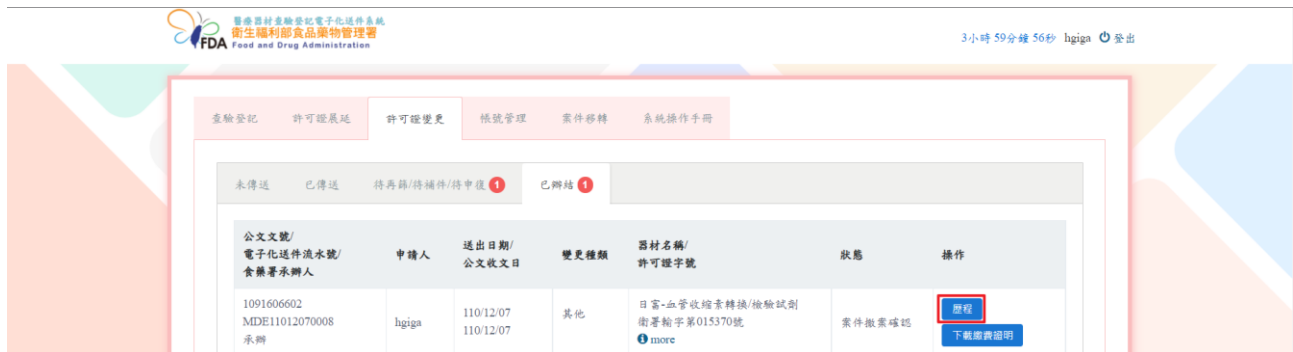 醫療器材查驗登記電子化送件系統
衛生福利部食品藥物管理署
FDA Food and Drug Administration
3小時 59分鐘 56秒 hgiga 登出
查驗登記 許可證展延 許可證變更 帳號管理 案件移轉 系統操作手冊
未傳送 已傳送 待再篩/待補件/待申復 1 已辦結 1
公文文號/
電子化送件流水號/
食藥署承辦人
申請人
送出日期/
公文收文日
變更種類
器材名稱/
許可證字號
狀態
操作
1091606602
MDE11012070008
承辦
hgiga
110/12/07
110/12/07
其他
日富-血管收縮素轉換/檢驗試劑
衛署輸字第015370號
more
案件撤案確認
歷程
下載繳費證明